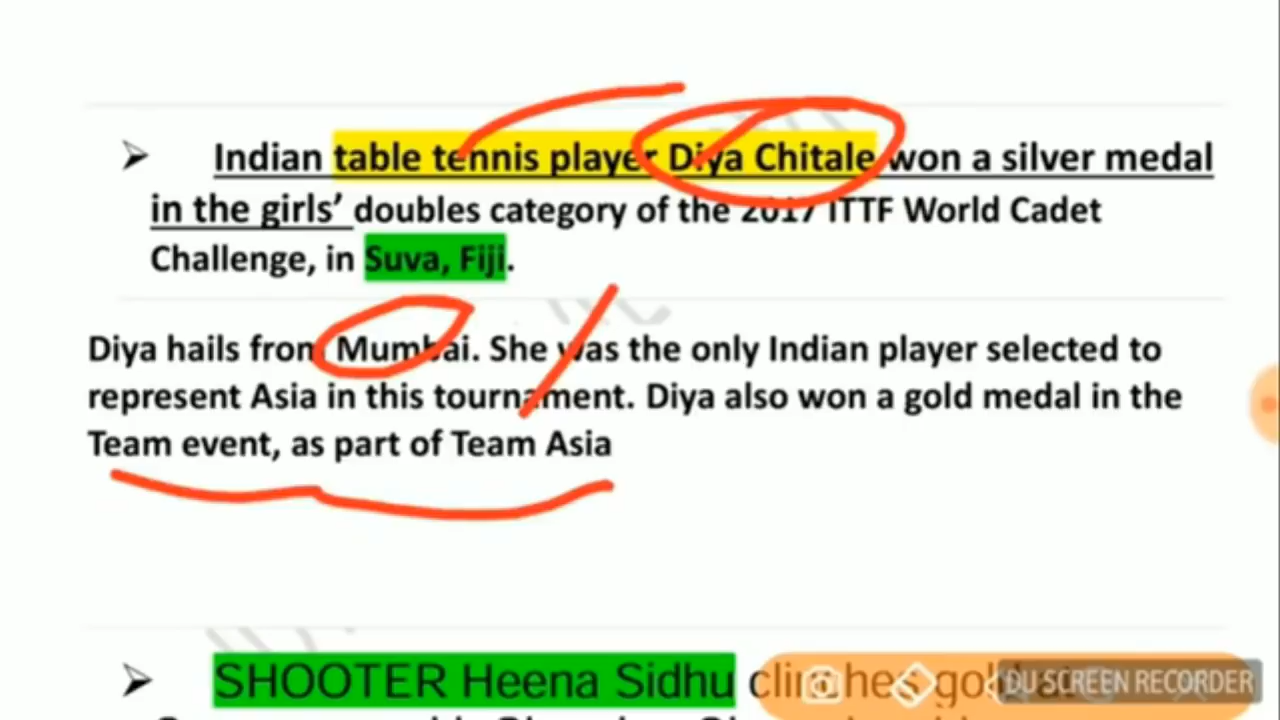 ➢ Indian table tennis player Diya Chitale won a silver medal
in the girls’ doubles category of the 2017 ITTF World Cadet
Challenge, in Suva, Fiji.
Diya hails from Mumbai. She was the only Indian player selected to
represent Asia in this tournament. Diya also won a gold medal in the
Team event, as part of Team Asia
➢ SHOOTER Heena Sidhu clinches gold at
DU SCREEN RECORDER